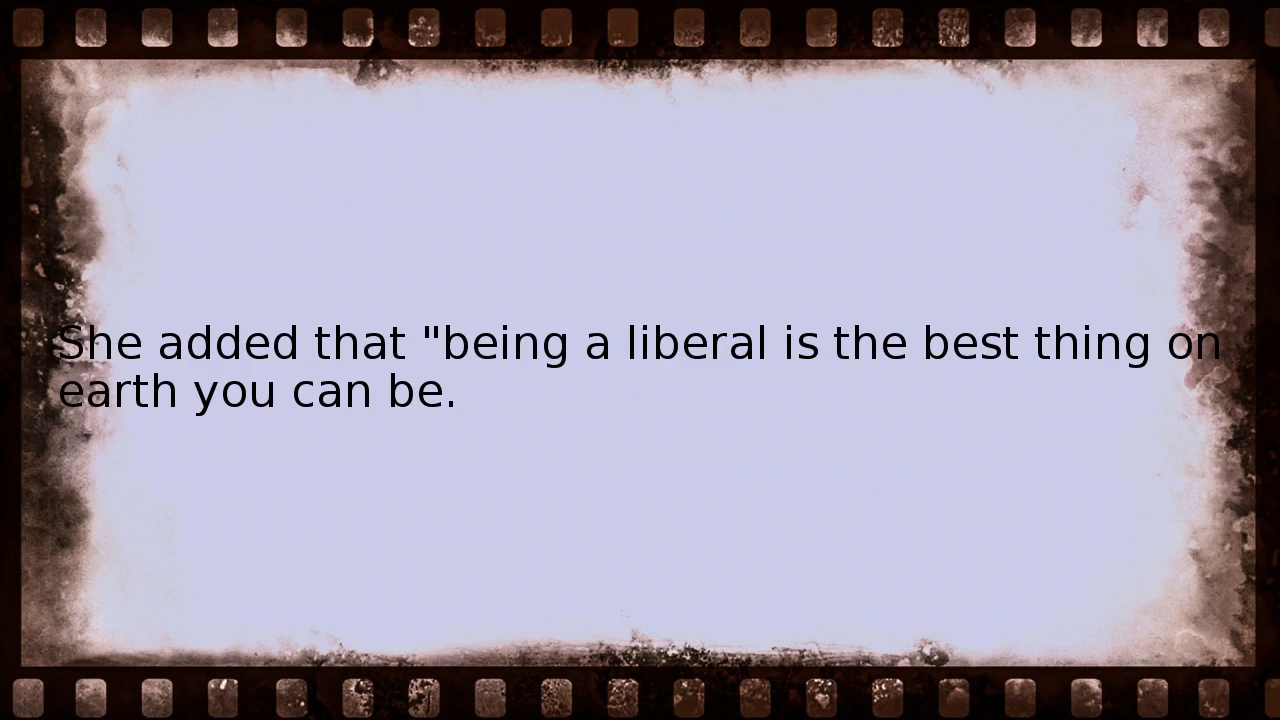 She added that "being a liberal is the best thing on
earth you can be.